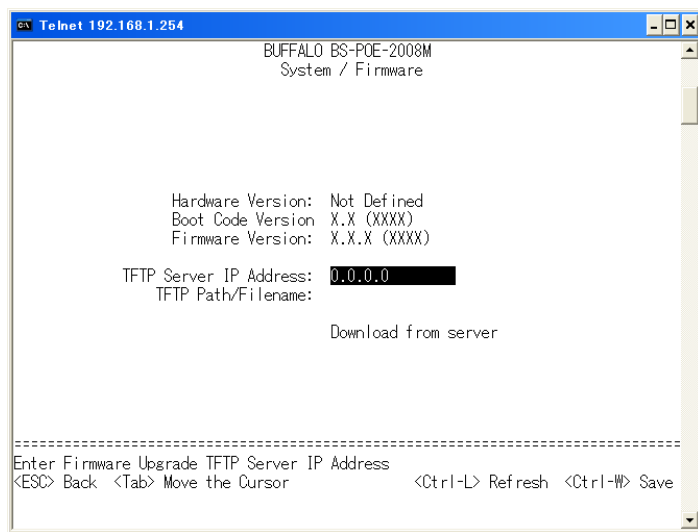 Telnet 192.168.1.254
BUFFALO BS-POE-2008M
System / Firmware
Hardware Version: Not Defined
Boot Code Version X.X (XXXX)
Firmware Version: X.X.X (XXXX)
TFTP Server IP Address: 0.0.0.0
TFTP Path/Filename:
Download from server
================================================================================
Enter Firmware Upgrade TFTP Server IP Address
<ESC> Back <Tab> Move the Cursor <Ctrl-L> Refresh <Ctrl-W> Save